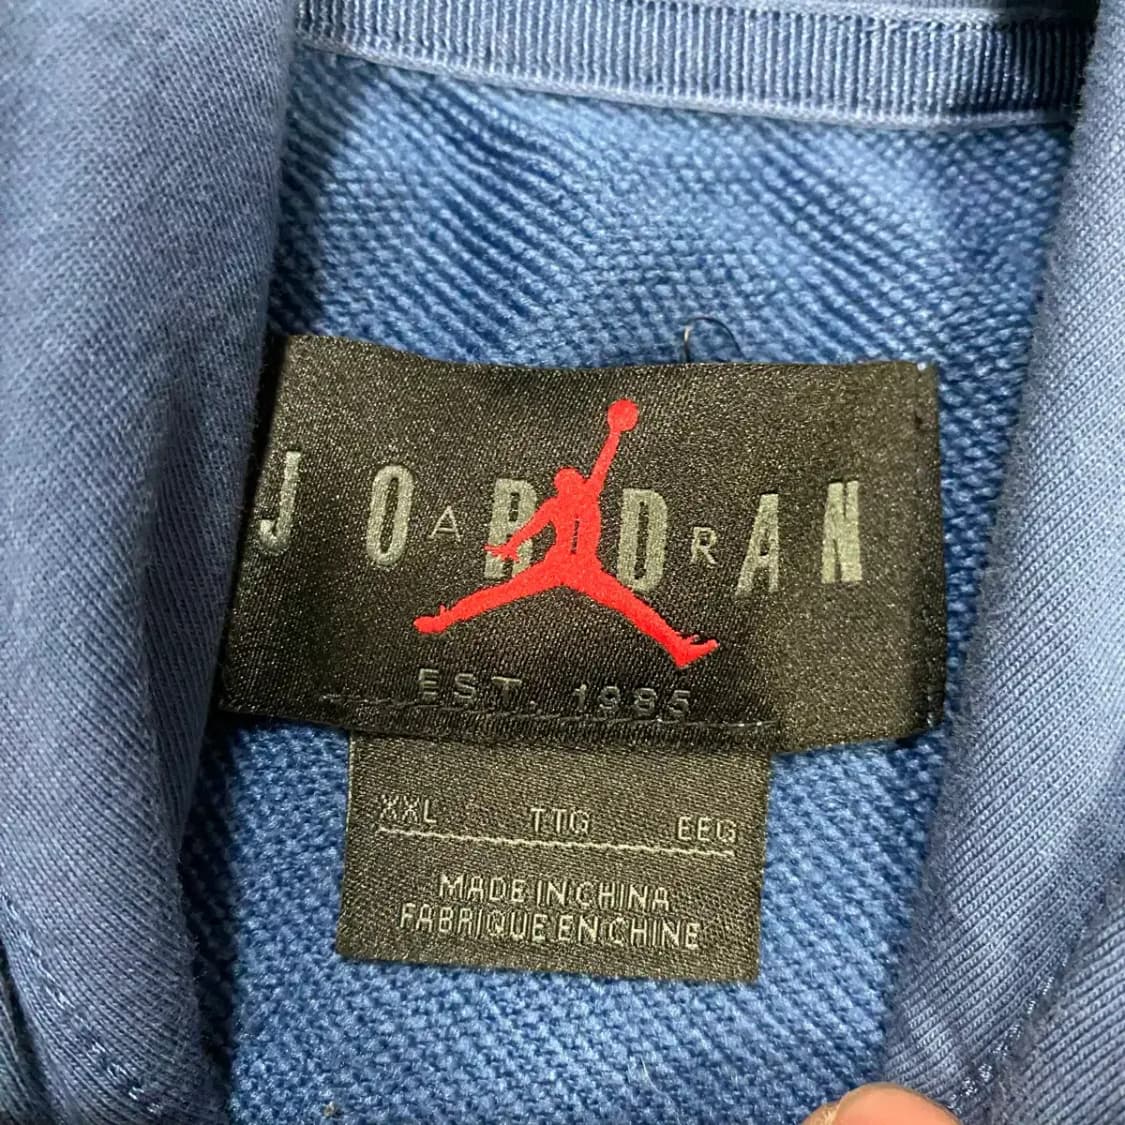 JORDAN
AIR
EST. 1985
XXL TTG EEG
MADE IN CHINA
FABRIQUE EN CHINE